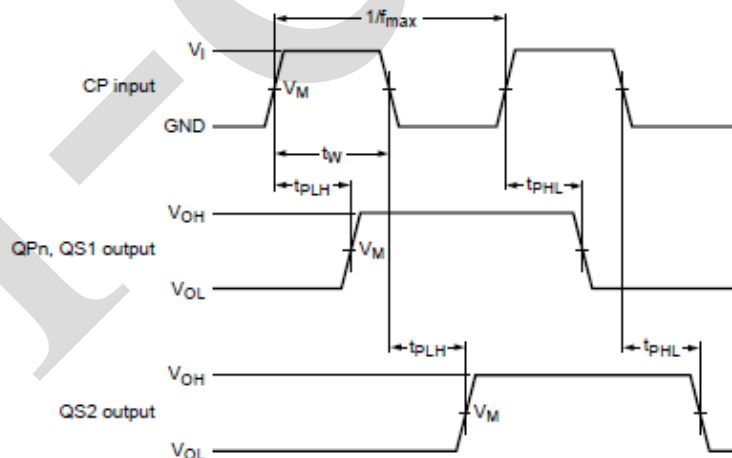 1/fmax
VI
CP input
VM
GND
tW
tPLH
tPHL
VOH
QPn, QS1 output
VM
VOL
tPLH
tPHL
VOH
QS2 output
VM
VOL